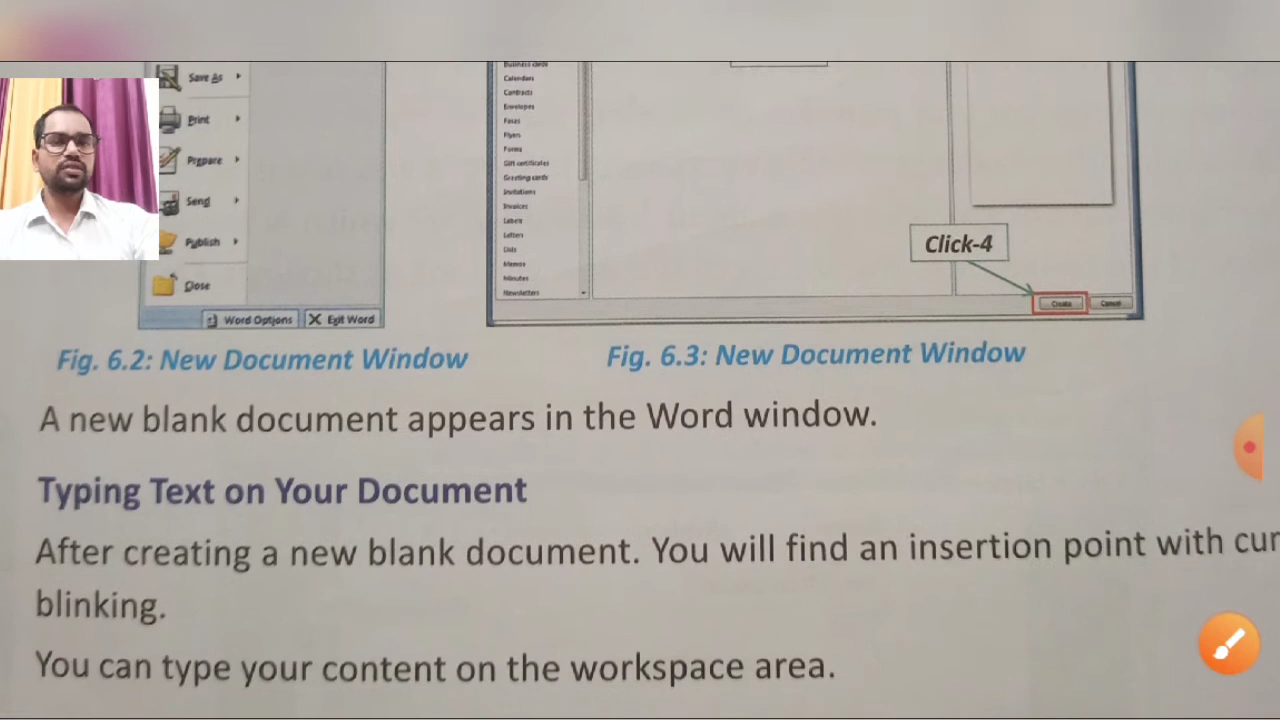 Save As
Print
Prepare
Send
Publish
Close
Word Options
Exit Word
Business cards
Calendars
Contracts
Envelopes
Faxes
Flyers
Forms
Gift certificates
Greeting cards
Invitations
Invoices
Labels
Letters
Lists
Memos
Minutes
Newsletters
Click-4
Create
Cancel
Fig. 6.2: New Document Window
Fig. 6.3: New Document Window
A new blank document appears in the Word window.
Typing Text on Your Document
After creating a new blank document. You will find an insertion point with cur
blinking.
You can type your content on the workspace area.